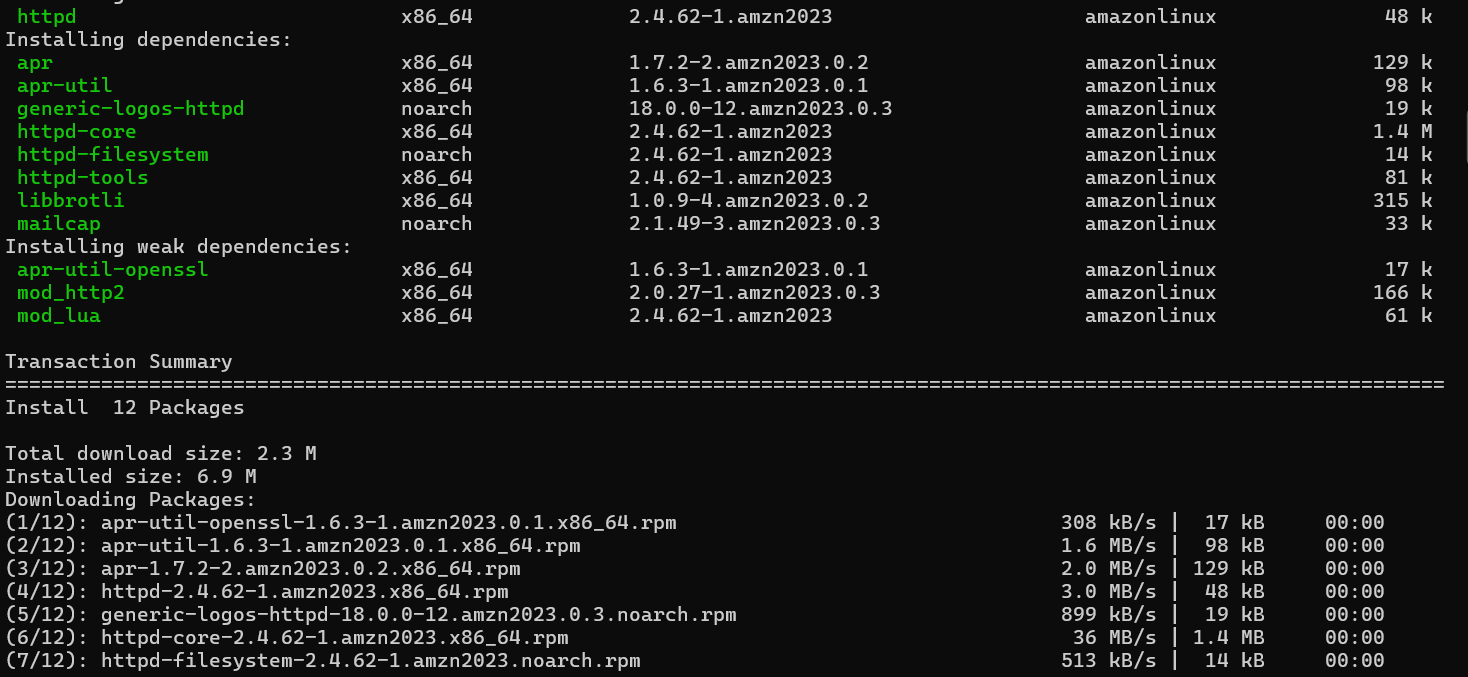 httpd x86_64 2.4.62-1.amzn2023 amazonlinux 48 k
Installing dependencies:
apr x86_64 1.7.2-2.amzn2023.0.2 amazonlinux 129 k
apr-util x86_64 1.6.3-1.amzn2023.0.1 amazonlinux 98 k
generic-logos-httpd noarch 18.0.0-12.amzn2023.0.3 amazonlinux 19 k
httpd-core x86_64 2.4.62-1.amzn2023 amazonlinux 1.4 M
httpd-filesystem noarch 2.4.62-1.amzn2023 amazonlinux 14 k
httpd-tools x86_64 2.4.62-1.amzn2023 amazonlinux 81 k
libbrotli x86_64 1.0.9-4.amzn2023.0.2 amazonlinux 315 k
mailcap noarch 2.1.49-3.amzn2023.0.3 amazonlinux 33 k
Installing weak dependencies:
apr-util-openssl x86_64 1.6.3-1.amzn2023.0.1 amazonlinux 17 k
mod_http2 x86_64 2.0.27-1.amzn2023.0.3 amazonlinux 166 k
mod_lua x86_64 2.4.62-1.amzn2023 amazonlinux 61 k
Transaction Summary
========================================================================================================================
Install  12 Packages
Total download size: 2.3 M
Installed size: 6.9 M
Downloading Packages:
(1/12): apr-util-openssl-1.6.3-1.amzn2023.0.1.x86_64.rpm 308 kB/s |  17 kB 00:00
(2/12): apr-util-1.6.3-1.amzn2023.0.1.x86_64.rpm 1.6 MB/s |  98 kB 00:00
(3/12): apr-1.7.2-2.amzn2023.0.2.x86_64.rpm 2.0 MB/s | 129 kB 00:00
(4/12): httpd-2.4.62-1.amzn2023.x86_64.rpm 3.0 MB/s |  48 kB 00:00
(5/12): generic-logos-httpd-18.0.0-12.amzn2023.0.3.noarch.rpm 899 kB/s |  19 kB 00:00
(6/12): httpd-core-2.4.62-1.amzn2023.x86_64.rpm 36 MB/s | 1.4 MB 00:00
(7/12): httpd-filesystem-2.4.62-1.amzn2023.noarch.rpm 513 kB/s |  14 kB 00:00